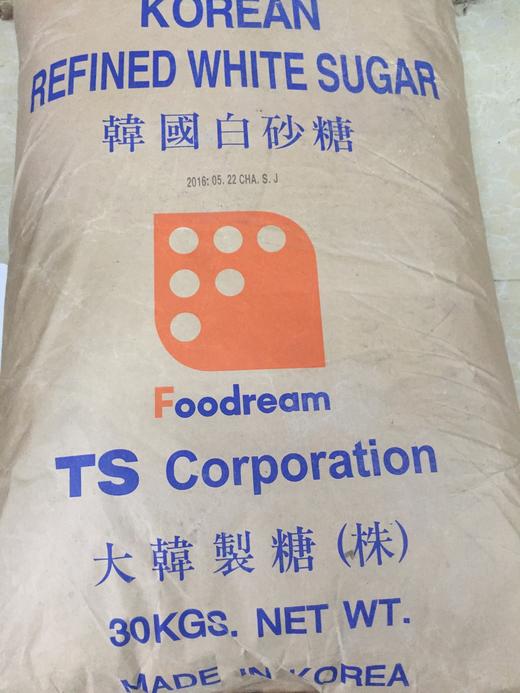 KOREAN
REFINED WHITE SUGAR
韓國白砂糖
2016: 05. 22 CHA. S. J
Foodream
TS Corporation
大韓製糖(株)
30KGS. NET WT.
MADE IN KOREA